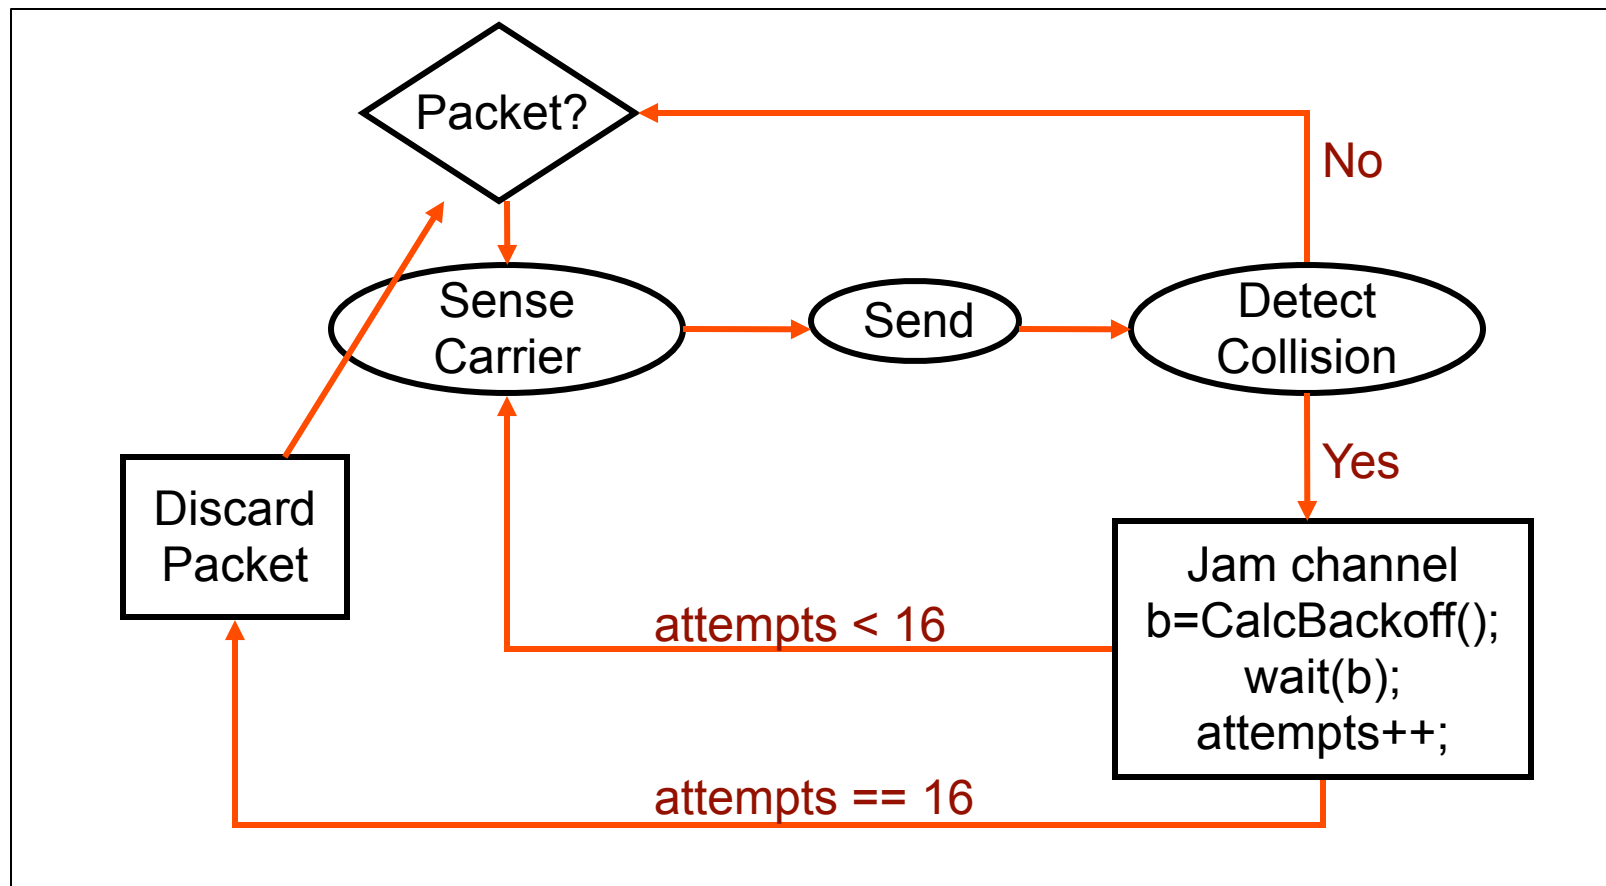 Packet?
No
Sense
Carrier
Send
Detect
Collision
Yes
Discard
Packet
Jam channel
b=CalcBackoff();
wait(b);
attempts++;
attempts < 16
attempts == 16